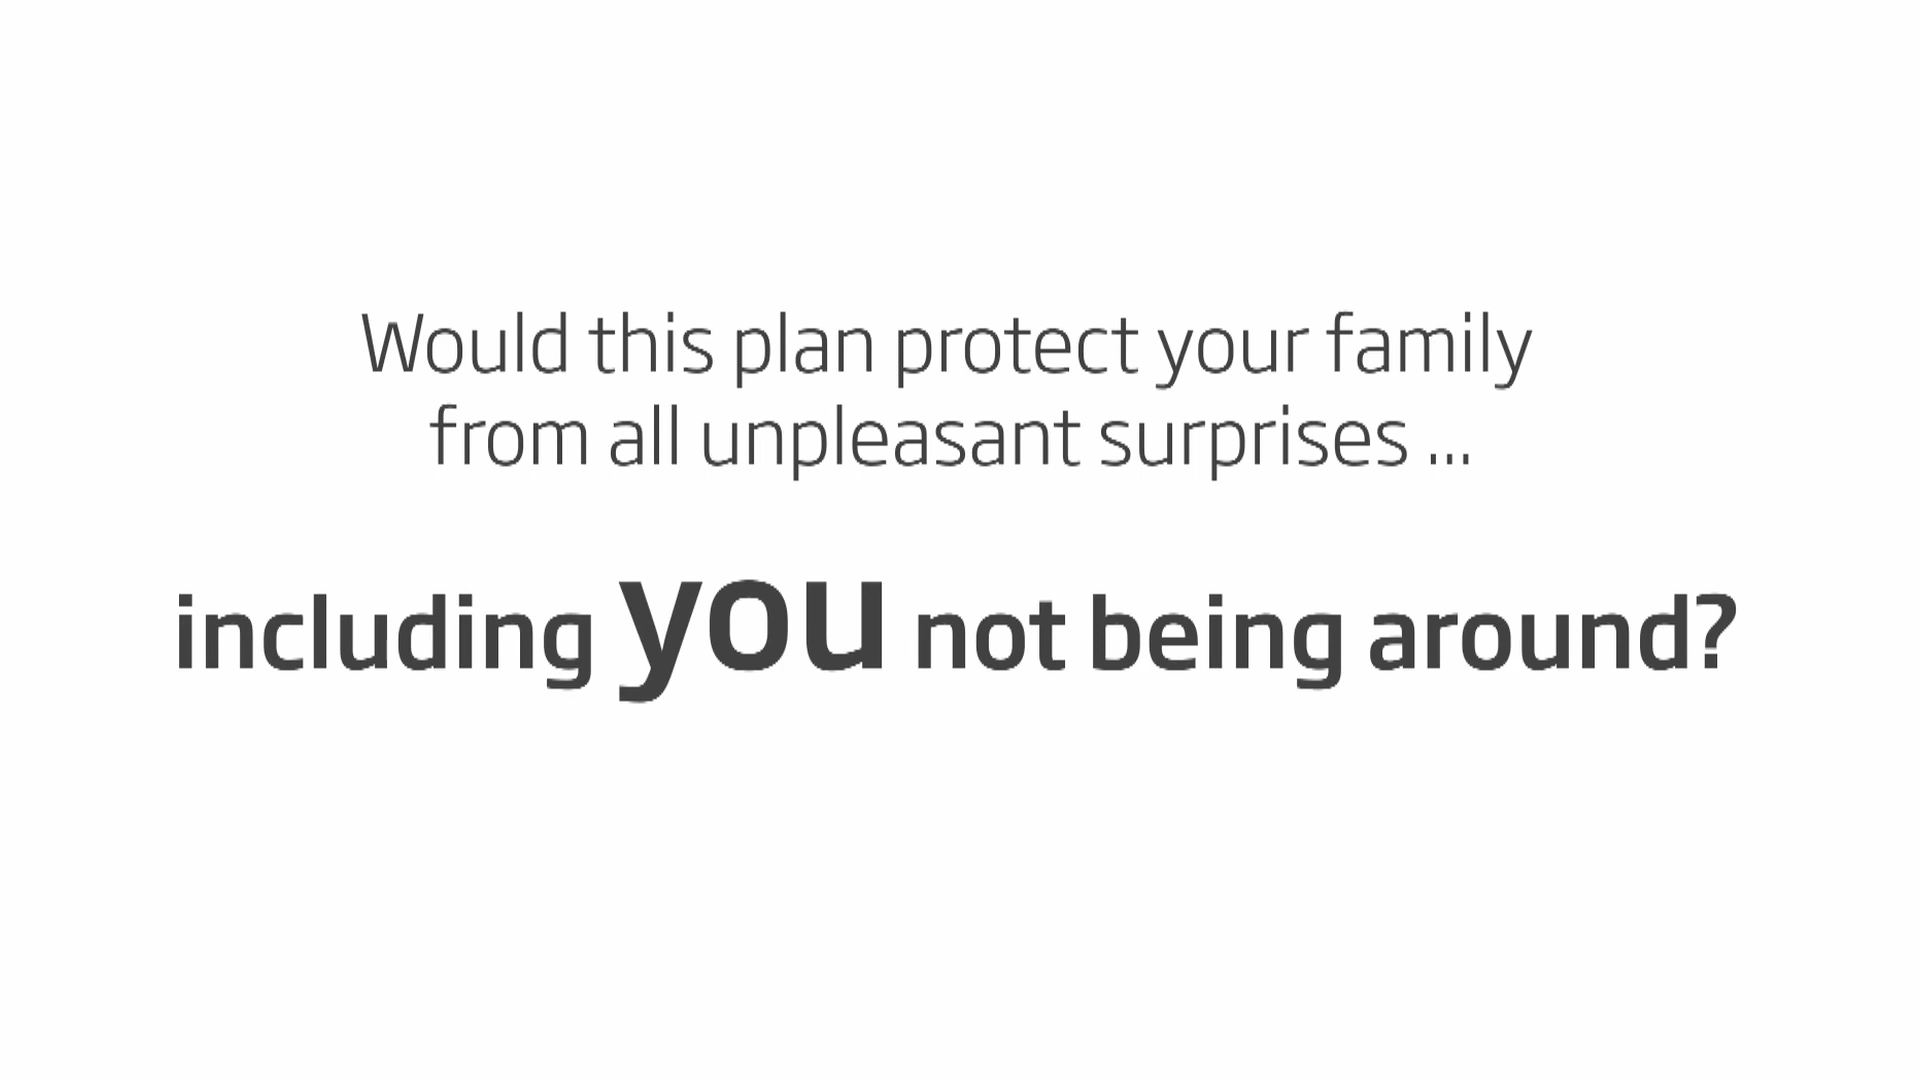 Would this plan protect your family
from all unpleasant surprises ...
including you not being around?